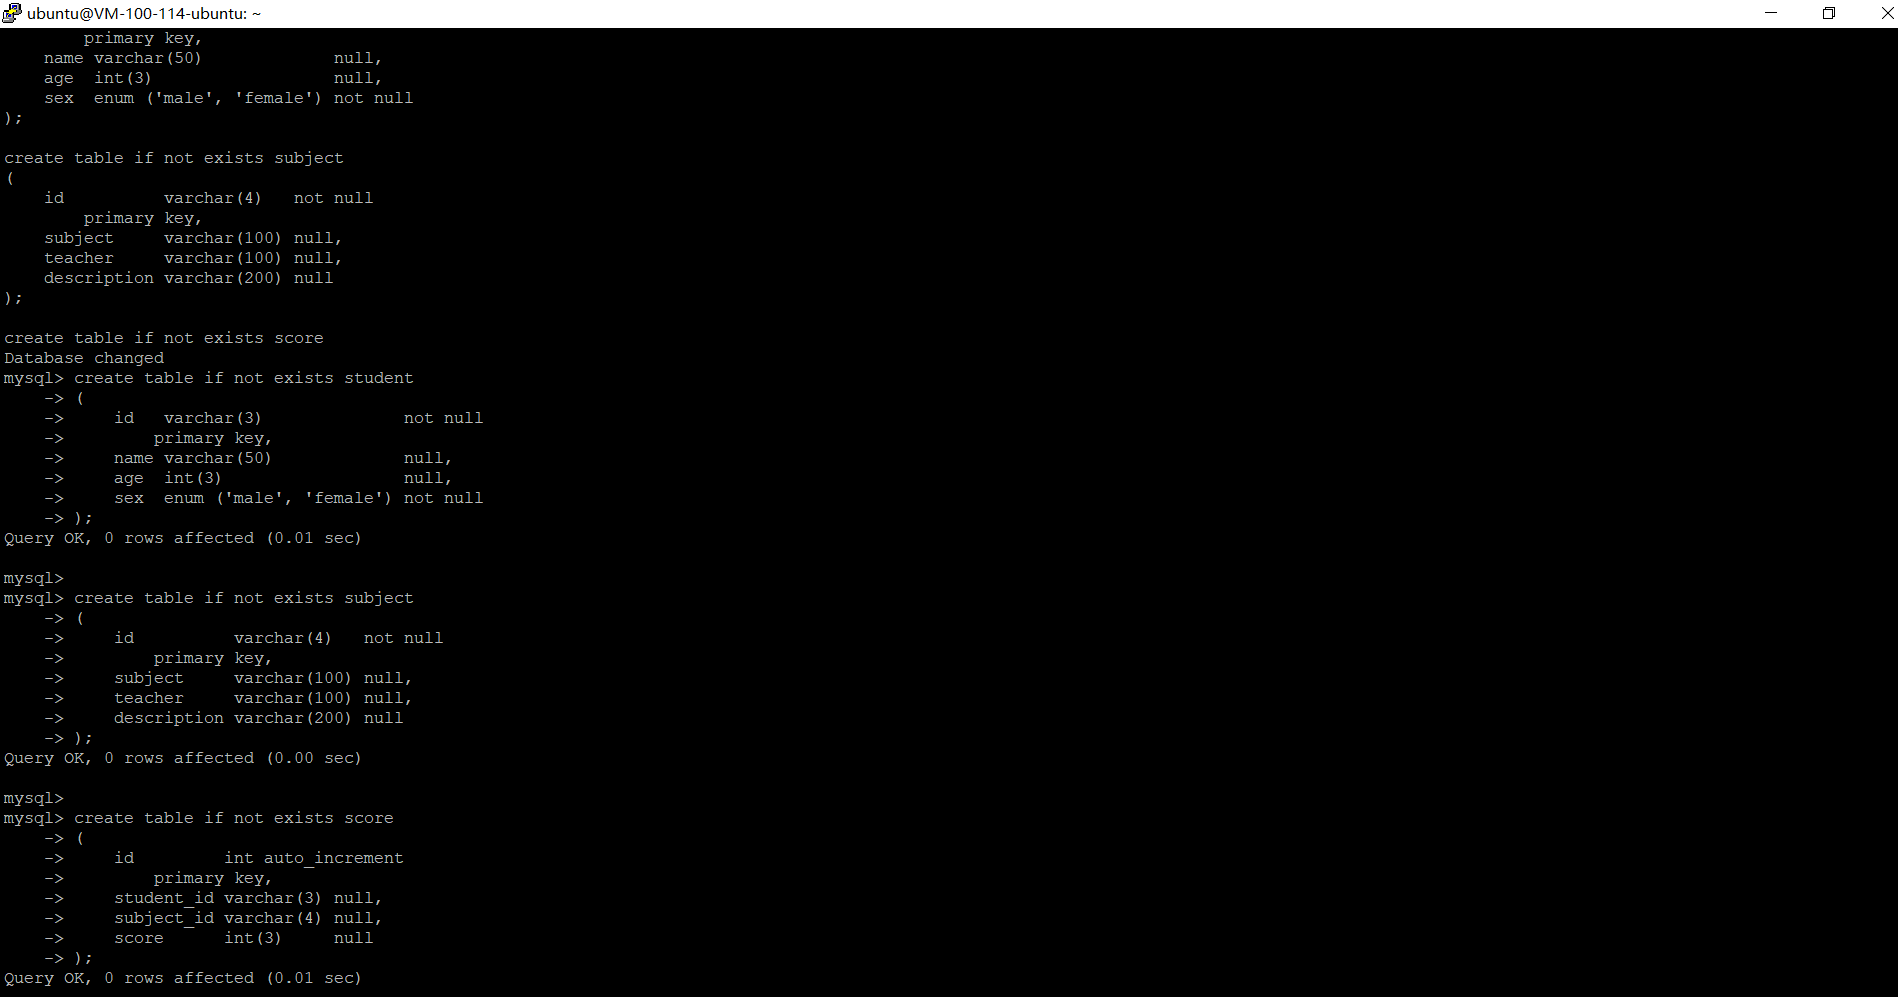 ubuntu@VM-100-114-ubuntu: ~
        primary key,
    name varchar(50)             null,
    age  int(3)                  null,
    sex  enum ('male', 'female') not null
);
create table if not exists subject
(
    id          varchar(4)   not null
        primary key,
    subject     varchar(100) null,
    teacher     varchar(100) null,
    description varchar(200) null
);
create table if not exists score
Database changed
mysql> create table if not exists student
    -> (
    ->     id   varchar(3)              not null
    ->         primary key,
    ->     name varchar(50)             null,
    ->     age  int(3)                  null,
    ->     sex  enum ('male', 'female') not null
    -> );
Query OK, 0 rows affected (0.01 sec)
mysql>
mysql> create table if not exists subject
    -> (
    ->     id          varchar(4)   not null
    ->         primary key,
    ->     subject     varchar(100) null,
    ->     teacher     varchar(100) null,
    ->     description varchar(200) null
    -> );
Query OK, 0 rows affected (0.00 sec)
mysql>
mysql> create table if not exists score
    -> (
    ->     id         int auto_increment
    ->         primary key,
    ->     student_id varchar(3) null,
    ->     subject_id varchar(4) null,
    ->     score      int(3)     null
    -> );
Query OK, 0 rows affected (0.01 sec)